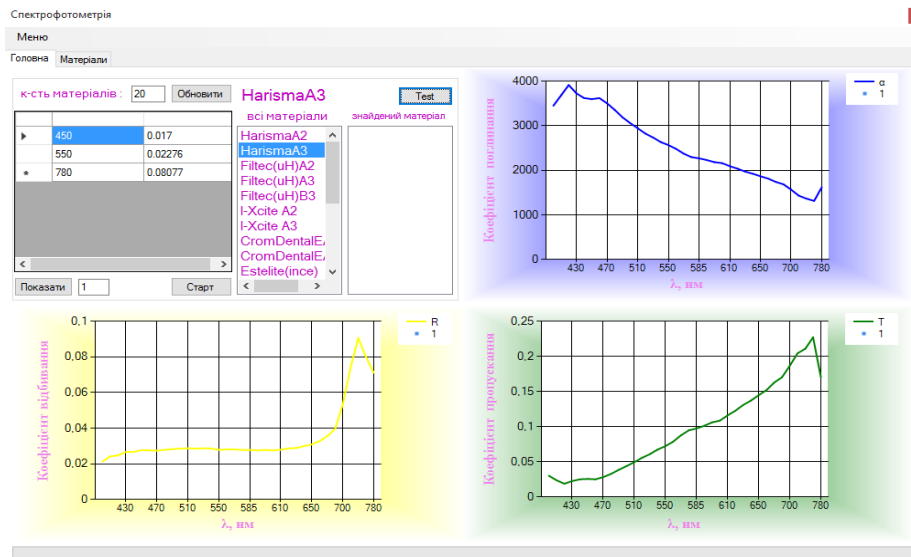 Спектрофотометрія
Меню
Головна Матеріали
к-сть матеріалів : 20 Обновити
HarismaA3 Test
всі матеріали знайдений матеріал
450 0.017
550 0.02276
780 0.08077
HarismaA2
HarismaA3
Filtec(uH)A2
Filtec(uH)A3
Filtec(uH)B3
I-Xcite A2
I-Xcite A3
CromDentalE
CromDentalE
Estelite(ince)
Показати 1 Старт
Коефіцієнт поглинання
4000
3000
2000
1000
0
430 470 510 550 585 610 650 700 780
λ, нм
α
1
Коефіцієнт відбивання
0,1
0,08
0,06
0,04
0,02
0
430 470 510 550 585 610 650 700 780
λ, нм
R
1
Коефіцієнт пропускання
0,25
0,2
0,15
0,1
0,05
0
430 470 510 550 585 610 650 700 780
λ, нм
T
1